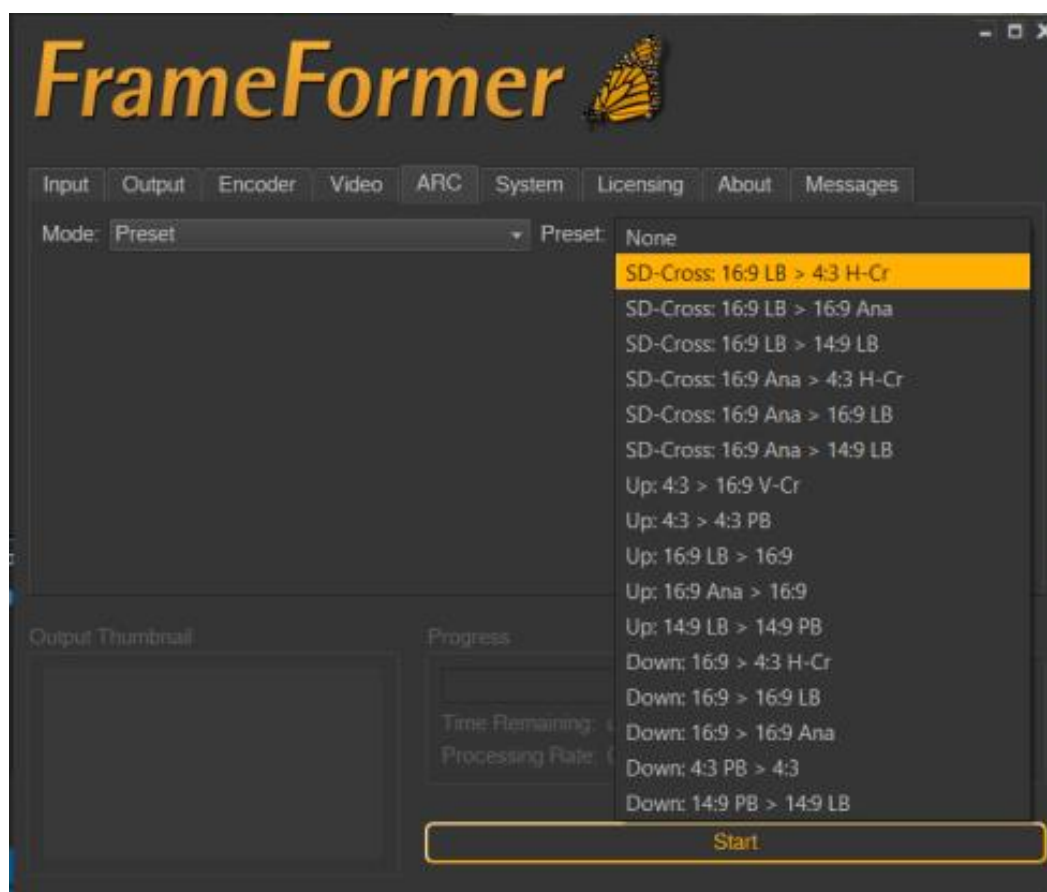 FrameFormer
Input Output Encoder Video ARC System Licensing About Messages
Mode: Preset Preset: None
SD-Cross: 16:9 LB > 4:3 H-Cr
SD-Cross: 16:9 LB > 16:9 Ana
SD-Cross: 16:9 LB > 14:9 LB
SD-Cross: 16:9 Ana > 4:3 H-Cr
SD-Cross: 16:9 Ana > 16:9 LB
SD-Cross: 16:9 Ana > 14:9 LB
Up: 4:3 > 16:9 V-Cr
Up: 4:3 > 4:3 PB
Up: 16:9 LB > 16:9
Up: 16:9 Ana > 16:9
Up: 14:9 LB > 14:9 PB
Down: 16:9 > 4:3 H-Cr
Down: 16:9 > 16:9 LB
Down: 16:9 > 16:9 Ana
Down: 4:3 PB > 4:3
Down: 14:9 PB > 14:9 LB
Output Thumbnail
Progress
Time Remaining:
Processing Rate:
Start